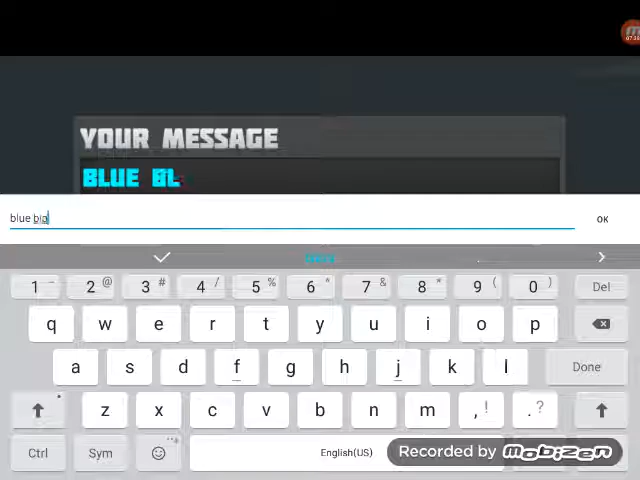 YOUR MESSAGE
BLUE BL
blue bla
OK
1 - 2 @ 3 # 4 / 5 % 6 ^ 7 & 8 * 9 ( 0 ) Del
q w e r t y u i o p
a s d f g h j k l Done
z x c v b n m , ! . ?
Ctrl Sym English(US)
Recorded by mobizen